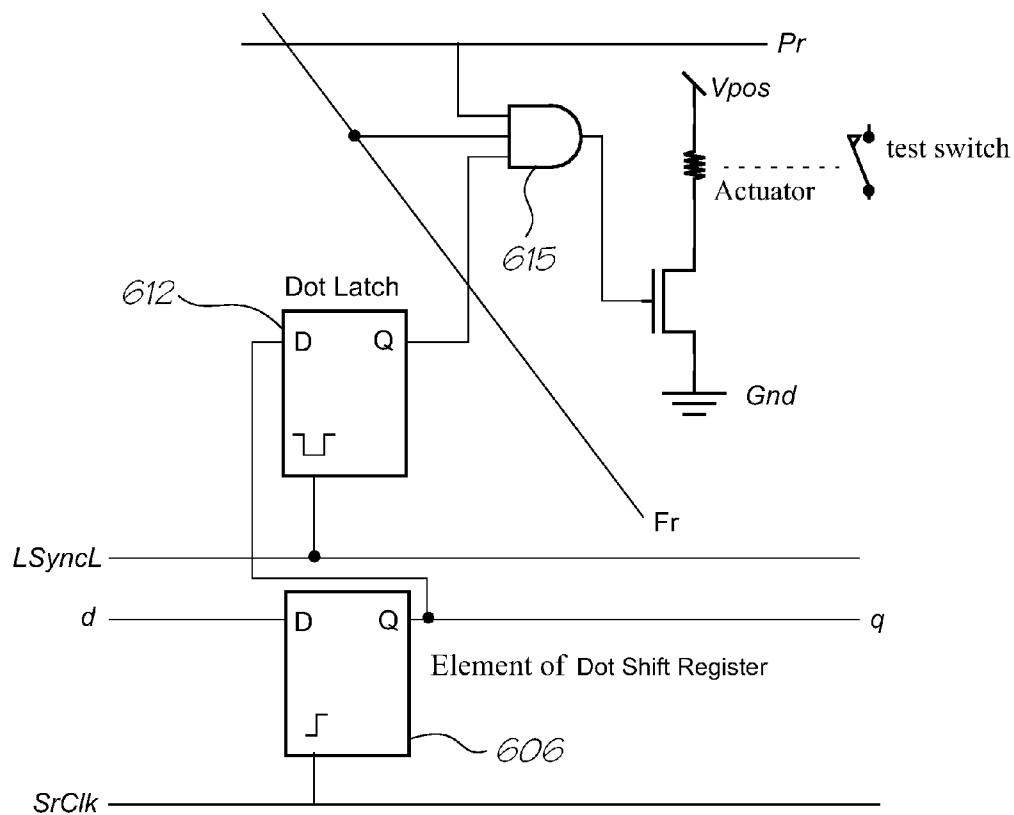 Pr
Vpos
test switch
Actuator
615
612
Dot Latch
D Q
Gnd
Fr
LSyncL
d
D Q
q
Element of Dot Shift Register
606
SrClk